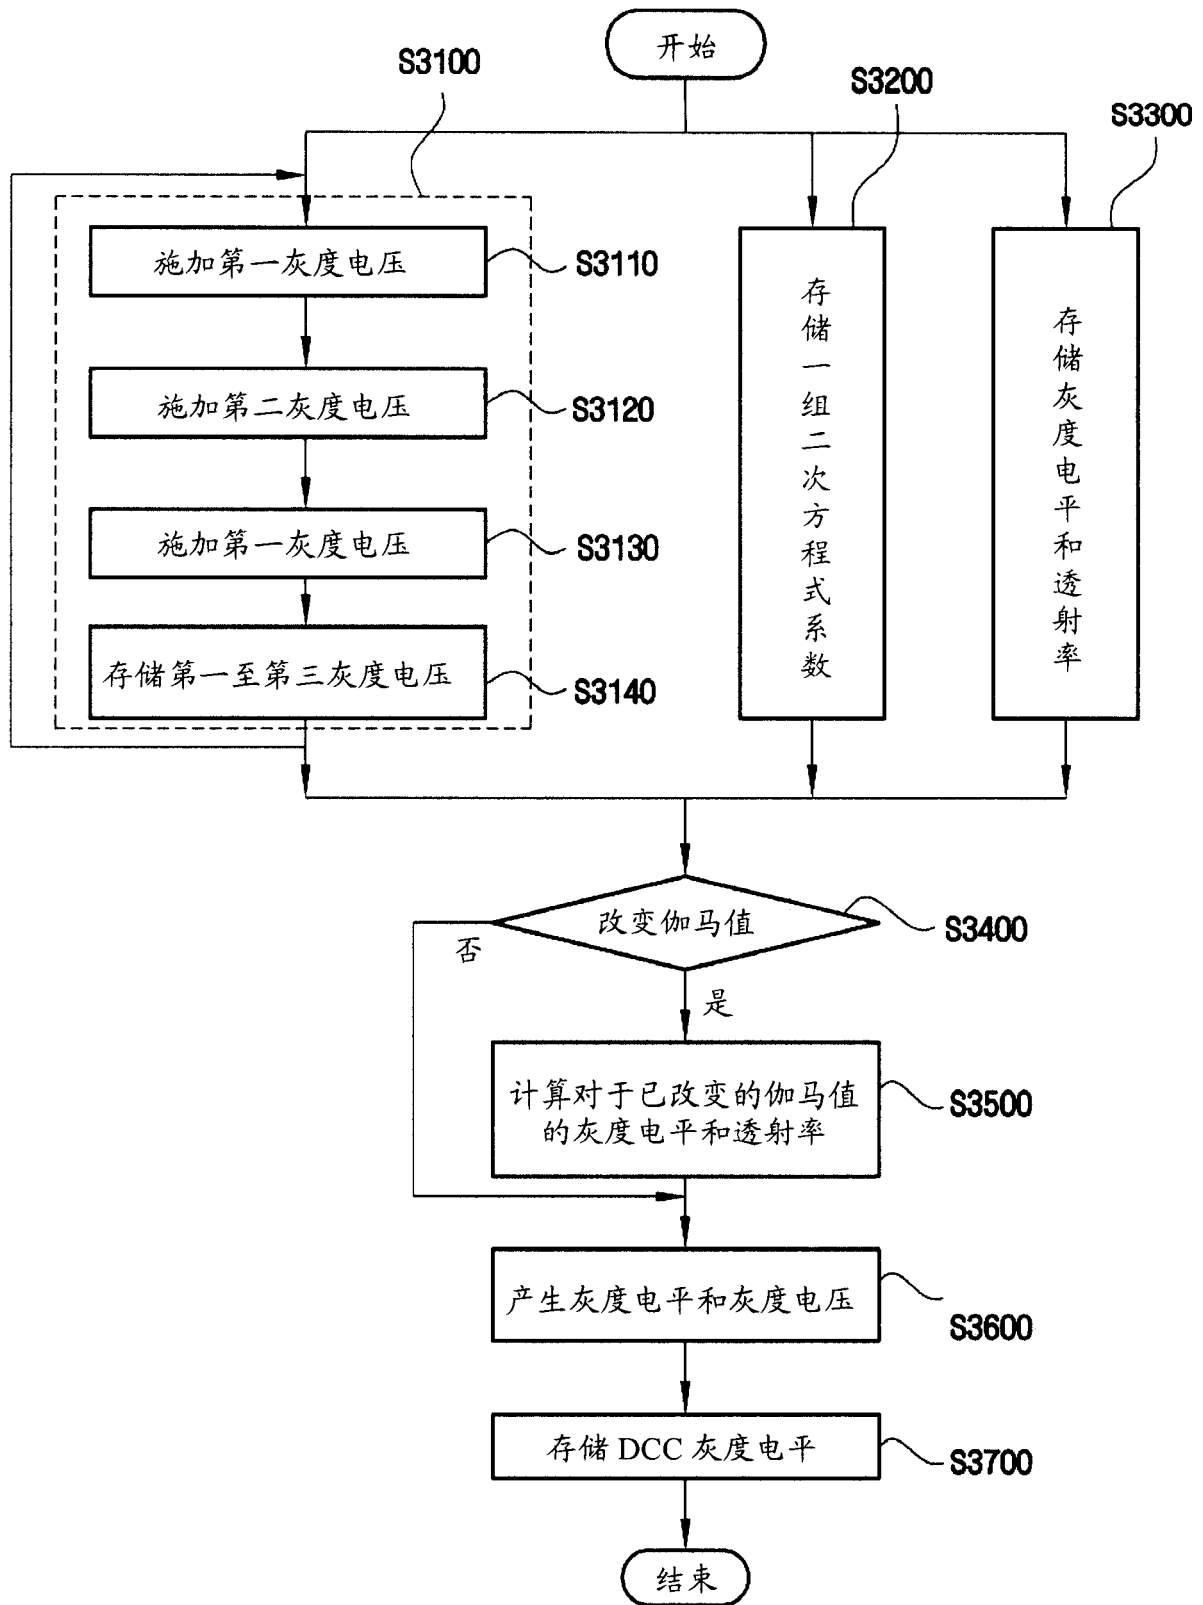 开始
S3100
S3200
S3300
施加第一灰度电压
S3110
施加第二灰度电压
S3120
施加第一灰度电压
S3130
存储第一至第三灰度电压
S3140
存储一组二次方程式系数
存储灰度电平和透射率
改变伽马值
S3400
否
是
计算对于已改变的伽马值
的灰度电平和透射率
S3500
产生灰度电平和灰度电压
S3600
存储 DCC 灰度电平
S3700
结束